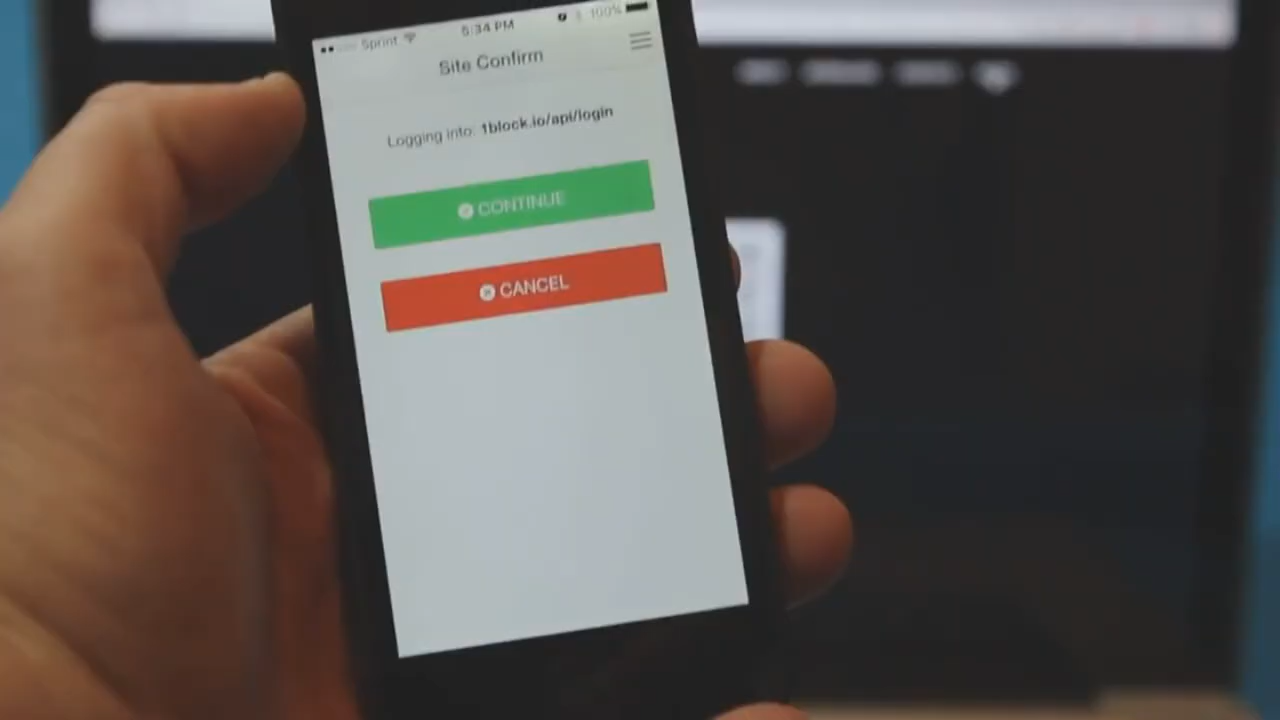 Sprint 5:34 PM 100%
Site Confirm
Logging into: 1block.io/api/login
CONTINUE
CANCEL